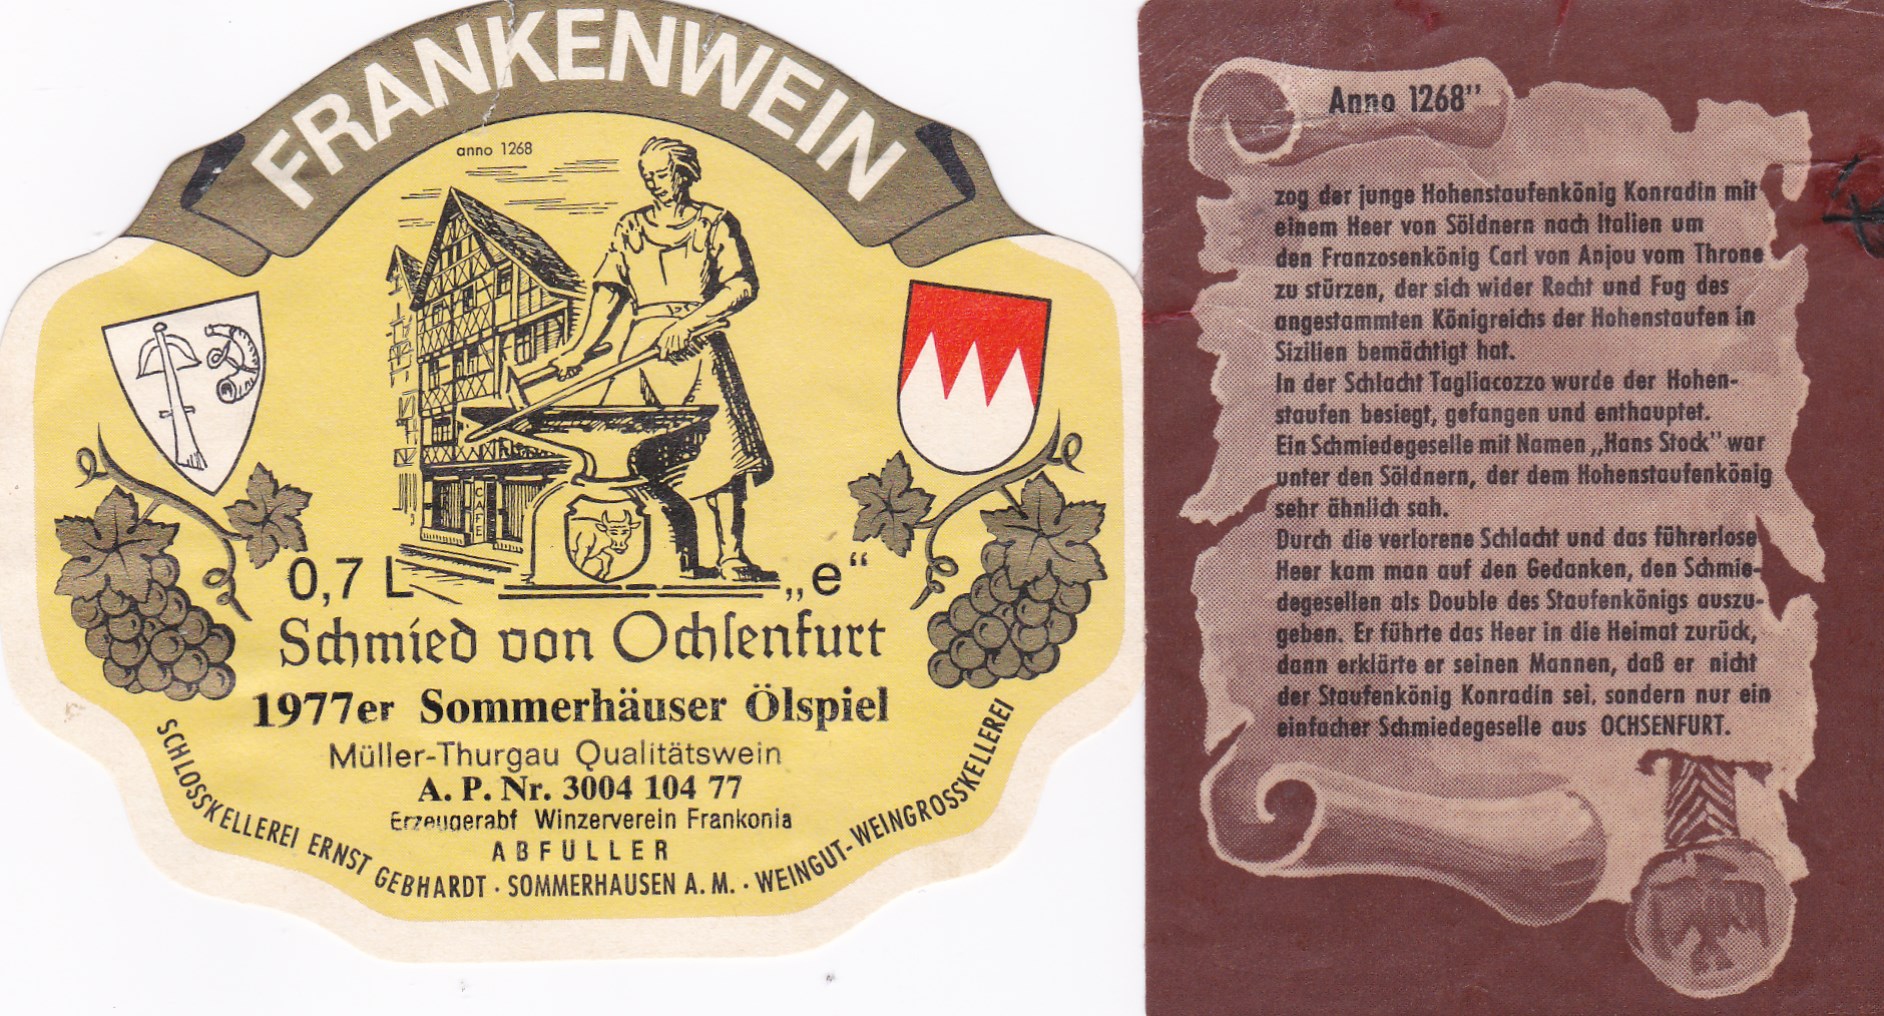 FRANKENWEIN
anno 1268
CAFE
0,7 L „e“
Schmied von Ochsenfurt
1977er Sommerhäuser Ölspiel
Müller-Thurgau Qualitätswein
A. P. Nr. 3004 104 77
Erzeugerabf Winzerverein Frankonia
ABFÜLLER
SCHLOSSKELLEREI ERNST GEBHARDT · SOMMERHAUSEN A. M. · WEINGUT-WEINGROSSKELLEREI
Anno 1268”
zog der junge Hohenstaufenkönig Konradin mit
einem Heer von Söldnern nach Italien um
den Franzosenkönig Carl von Anjou vom Throne
zu stürzen, der sich wider Recht und Fug des
angestammten Königreichs der Hohenstaufen in
Sizilien bemächtigt hat.
In der Schlacht Tagliacozzo wurde der Hohen-
staufen besiegt, gefangen und enthauptet.
Ein Schmiedegeselle mit Namen „Hans Stock” war
unter den Söldnern, der dem Hohenstaufenkönig
sehr ähnlich sah.
Durch die verlorene Schlacht und das führerlose
Heer kam man auf den Gedanken, den Schmie-
degesellen als Double des Staufenkönigs auszu-
geben. Er führte das Heer in die Heimat zurück,
dann erklärte er seinen Mannen, daß er nicht
der Staufenkönig Konradin sei, sondern nur ein
einfacher Schmiedegeselle aus OCHSENFURT.